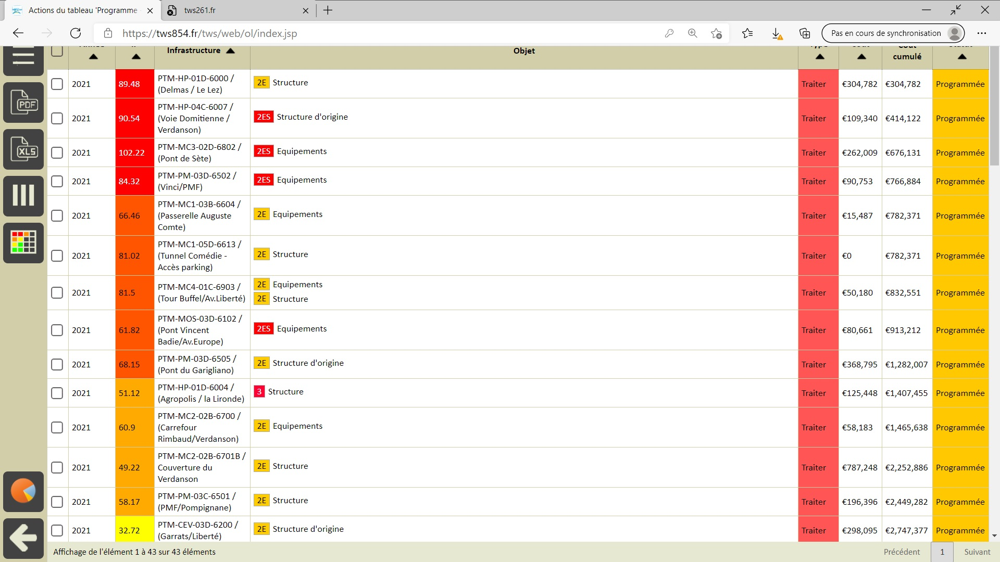 Actions du tableau 'Programme
tws261.fr
https://tws854.fr/tws/web/ol/index.jsp
Pas en cours de synchronisation
PDF
XLS
Infrastructure ▲ Objet
cumulé
2021 89.48 PTM-HP-01D-6000 / 2E Structure Traiter €304,782 €304,782 Programmée
(Delmas / Le Lez)
2021 90.54 PTM-HP-04C-6007 / 2ES Structure d'origine Traiter €109,340 €414,122 Programmée
(Voie Domitienne /
Verdanson)
2021 102.22 PTM-MC3-02D-6802 / 2ES Equipements Traiter €262,009 €676,131 Programmée
(Pont de Sète)
2021 84.32 PTM-PM-03D-6502 / 2ES Equipements Traiter €90,753 €766,884 Programmée
(Vinci/PMF)
2021 66.46 PTM-MC1-03B-6604 / 2E Equipements Traiter €15,487 €782,371 Programmée
(Passerelle Auguste
Comte)
2021 81.02 PTM-MC1-05D-6613 / 2E Structure Traiter €0 €782,371 Programmée
(Tunnel Comédie -
Accès parking)
2021 81.5 PTM-MC4-01C-6903 / 2E Equipements Traiter €50,180 €832,551 Programmée
(Tour Buffel/Av.Liberté) 2E Structure
2021 61.82 PTM-MOS-03D-6102 / 2ES Equipements Traiter €80,661 €913,212 Programmée
(Pont Vincent
Badie/Av.Europe)
2021 68.15 PTM-PM-03D-6505 / 2E Structure d'origine Traiter €368,795 €1,282,007 Programmée
(Pont du Garigliano)
2021 51.12 PTM-HP-01D-6004 / 3 Structure Traiter €125,448 €1,407,455 Programmée
(Agropolis / la Lironde)
2021 60.9 PTM-MC2-02B-6700 / 2E Equipements Traiter €58,183 €1,465,638 Programmée
(Carrefour
Rimbaud/Verdanson)
2021 49.22 PTM-MC2-02B-6701B / 2E Structure Traiter €787,248 €2,252,886 Programmée
Couverture du
Verdanson
2021 58.17 PTM-PM-03C-6501 / 2E Structure Traiter €196,396 €2,449,282 Programmée
(PMF/Pompignane)
2021 32.72 PTM-CEV-03D-6200 / 2E Structure d'origine Traiter €298,095 €2,747,377 Programmée
(Garrats/Liberté)
Affichage de l'élément 1 à 43 sur 43 éléments Précédent 1 Suivant